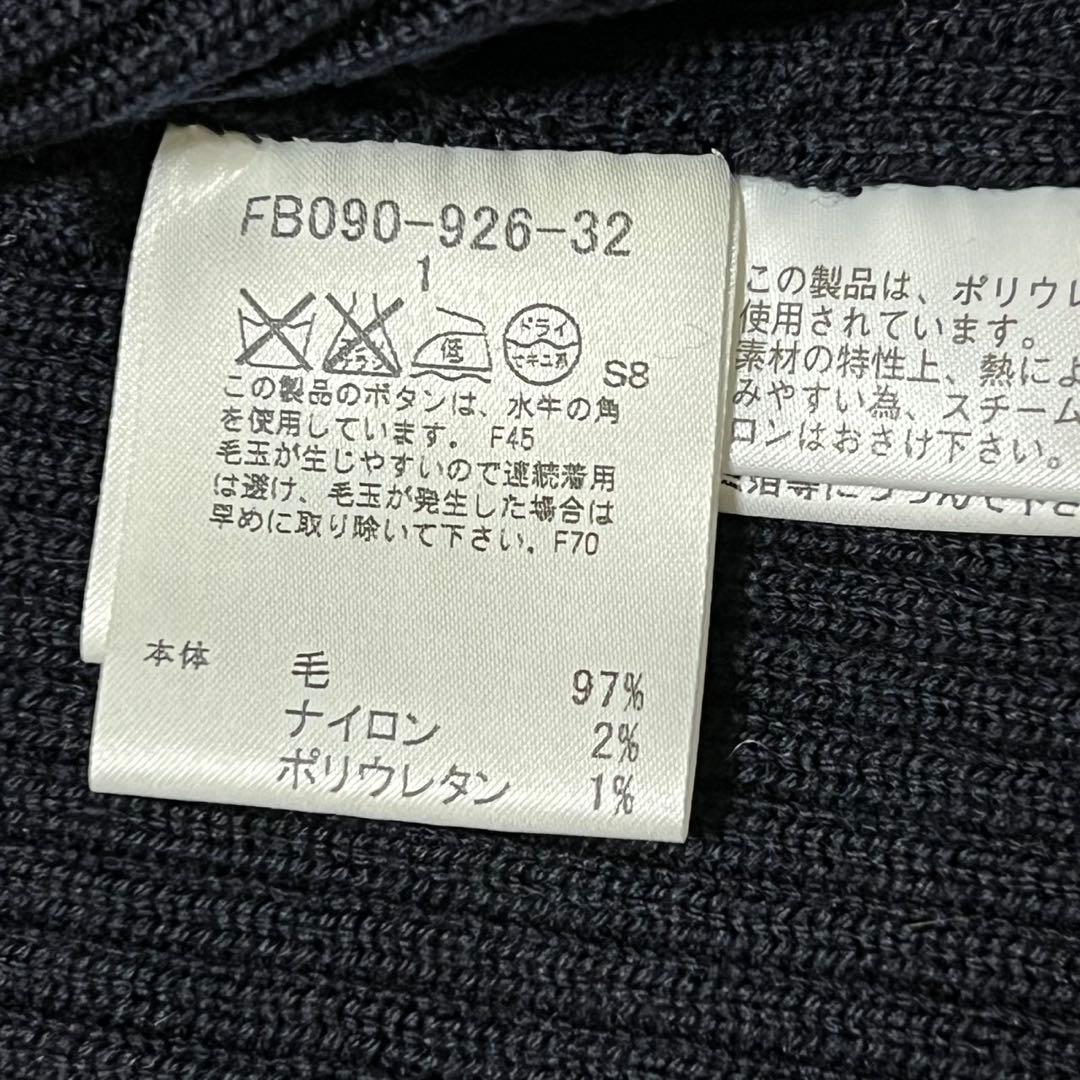 FB090-926-32
1
低
ドライ
S8
この製品のボタンは、水牛の角
を使用しています。 F45
毛玉が生じやすいので連続着用
は避け、毛玉が発生した場合は
早めに取り除いて下さい。F70
本体 毛 97%
ナイロン 2%
ポリウレタン 1%
この製品は、ポリウレ
使用されています。
素材の特性上、熱によ
みやすい為、スチーム
ロンはおさけ下さい。